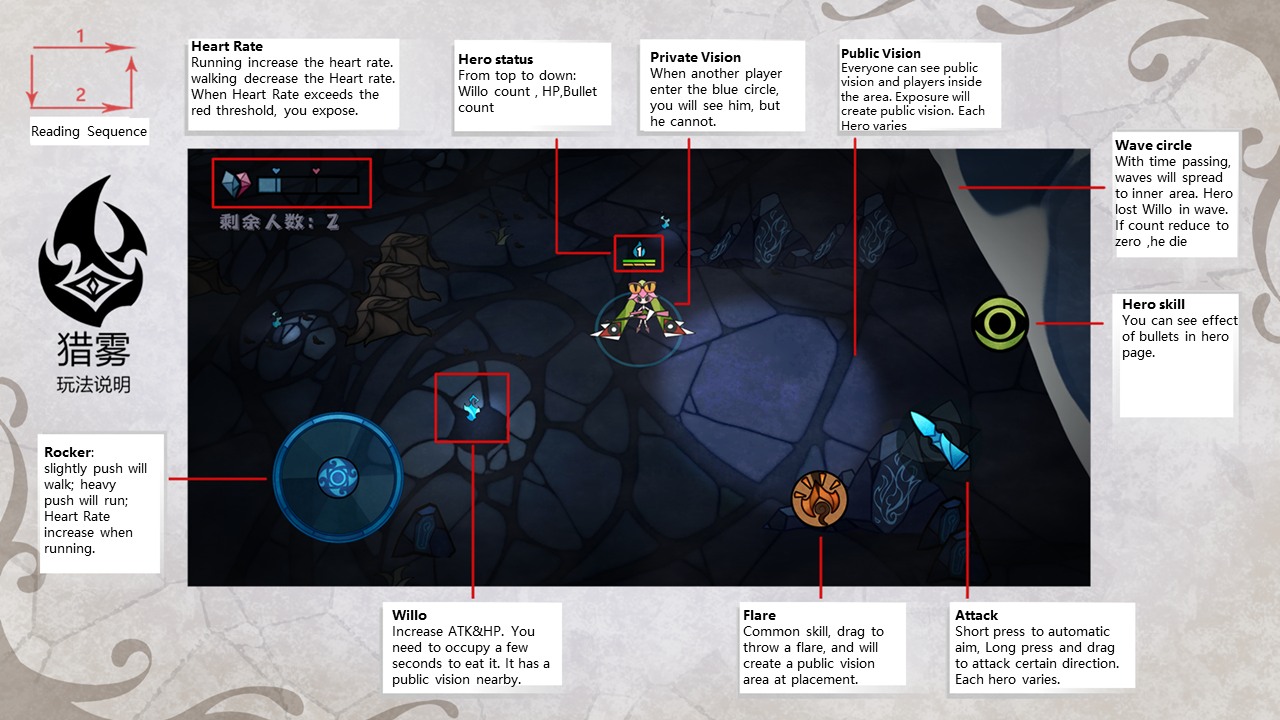 1
2
Reading Sequence
Heart Rate
Running increase the heart rate.
walking decrease the Heart rate.
When Heart Rate exceeds the
red threshold, you expose.
Hero status
From top to down:
Willo count , HP,Bullet
count
Private Vision
When another player
enter the blue circle,
you will see him, but
he cannot.
Public Vision
Everyone can see public
vision and players inside
the area. Exposure will
create public vision. Each
Hero varies
Wave circle
With time passing,
waves will spread
to inner area. Hero
lost Willo in wave.
If count reduce to
zero ,he die
剩余人数: 2
1
Hero skill
You can see effect
of bullets in hero
page.
猎雾
玩法说明
Rocker:
slightly push will
walk; heavy
push will run;
Heart Rate
increase when
running.
Willo
Increase ATK&HP. You
need to occupy a few
seconds to eat it. It has a
public vision nearby.
Flare
Common skill, drag to
throw a flare, and will
create a public vision
area at placement.
Attack
Short press to automatic
aim, Long press and drag
to attack certain direction.
Each hero varies.